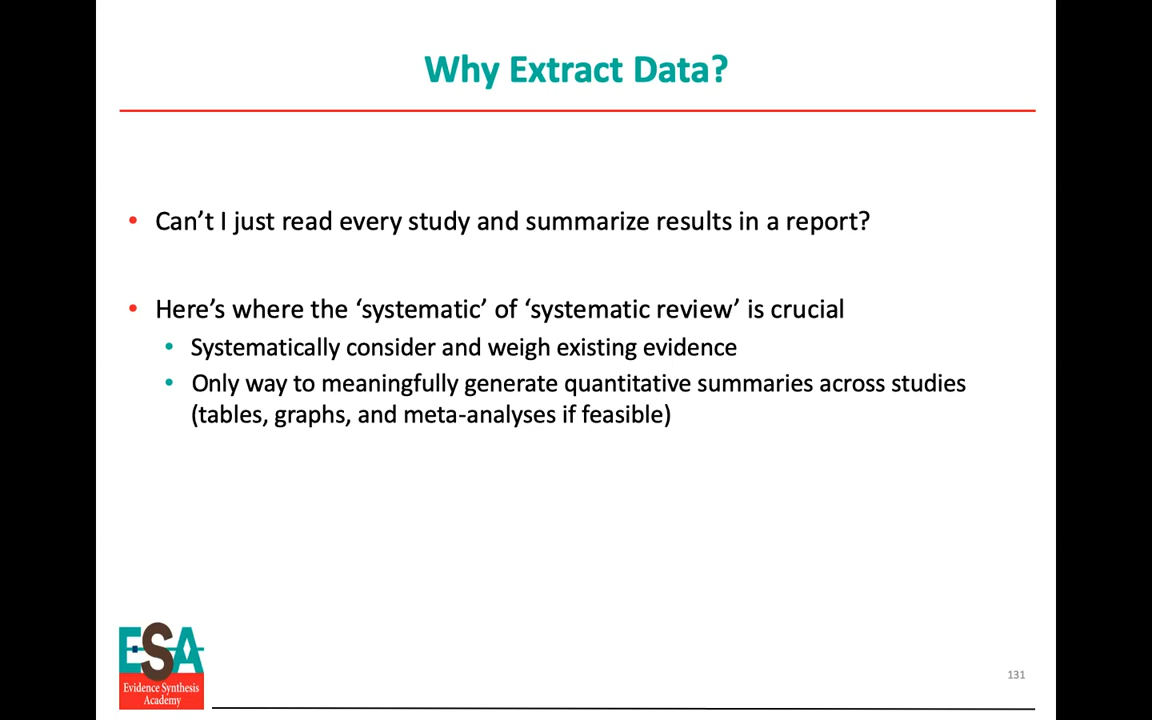 Why Extract Data?
• Can’t I just read every study and summarize results in a report?
• Here’s where the ‘systematic’ of ‘systematic review’ is crucial
• Systematically consider and weigh existing evidence
• Only way to meaningfully generate quantitative summaries across studies
(tables, graphs, and meta-analyses if feasible)
ESA
Evidence Synthesis
Academy
131